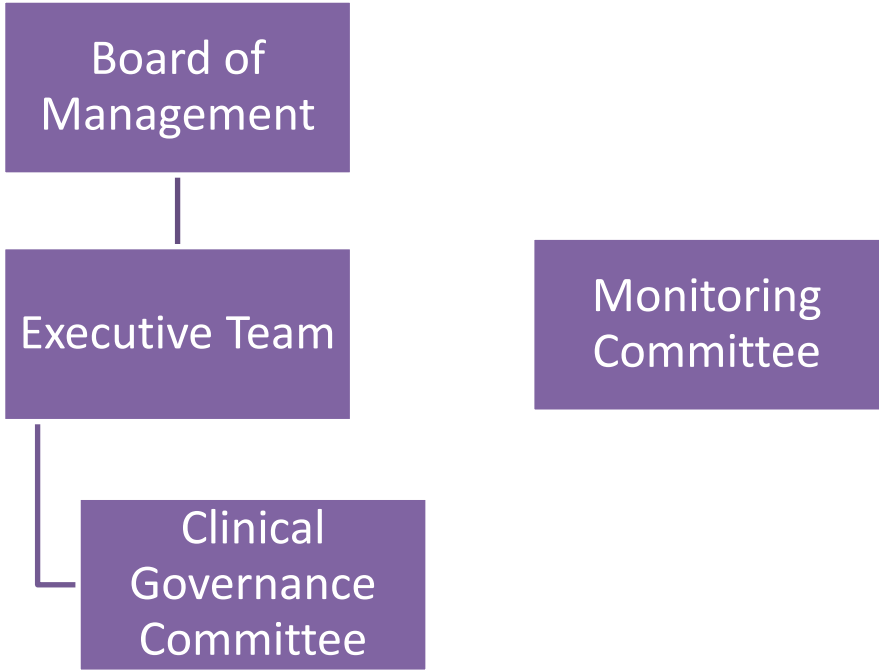 Board of
Management
Executive Team
Monitoring
Committee
Clinical
Governance
Committee